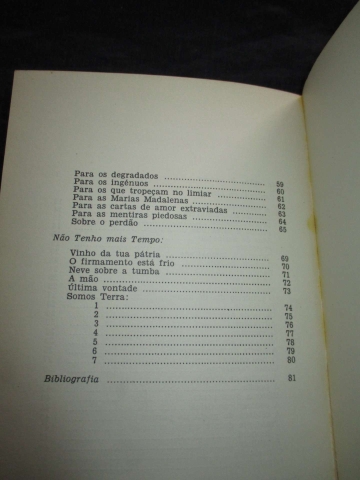 Para os degradados ........ 59
Para os ingénuos ........ 60
Para os que tropeçam no limiar ........ 61
Para as Marias Madalenas ........ 62
Para as cartas de amor extraviadas ........ 63
Para as mentiras piedosas ........ 64
Sobre o perdão ........ 65
Não Tenho mais Tempo:
Vinho da tua pátria ........ 69
O firmamento está frio ........ 70
Neve sobre a tumba ........ 71
A mão ........ 72
Última vontade ........ 73
Somos Terra:
1 ........ 74
2 ........ 75
3 ........ 76
4 ........ 77
5 ........ 78
6 ........ 79
7 ........ 80
Bibliografia ........ 81